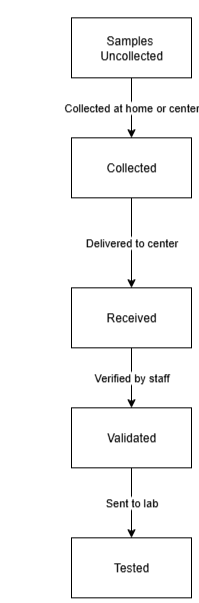 Samples
Uncollected
Collected at home or center
Collected
Delivered to center
Received
Verified by staff
Validated
Sent to lab
Tested